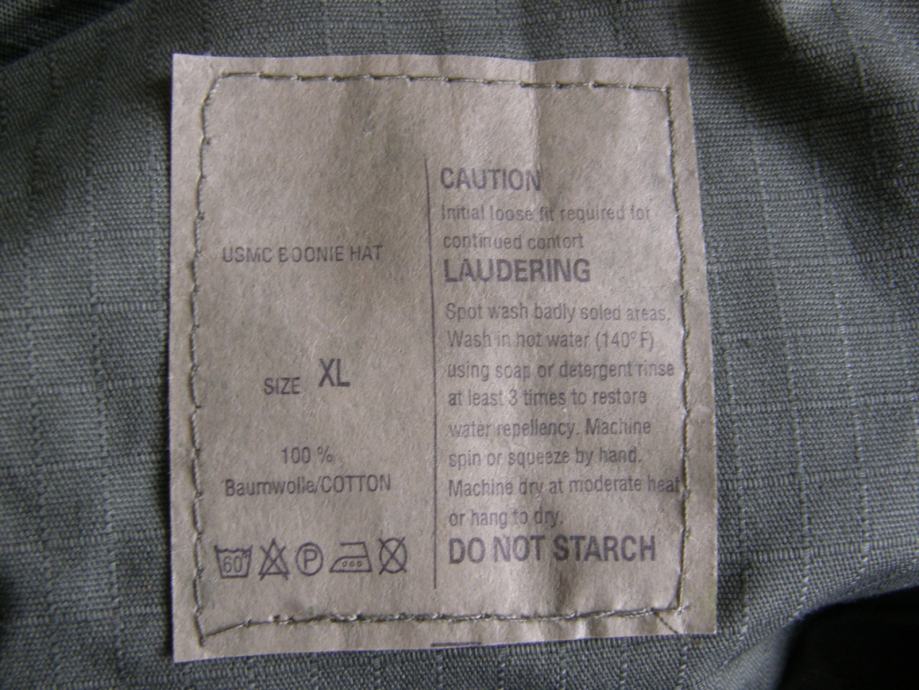 USMC BOONIE HAT
SIZE XL
100 %
Baumwolle/COTTON
60
P
CAUTION
Initial loose fit required for
continued contort
LAUDERING
Spot wash badly soled areas.
Wash in hot water (140°F)
using soap or detergent rinse
at least 3 times to restore
water repellency. Machine
spin or squeeze by hand.
Machine dry at moderate heat
or hang to dry.
DO NOT STARCH